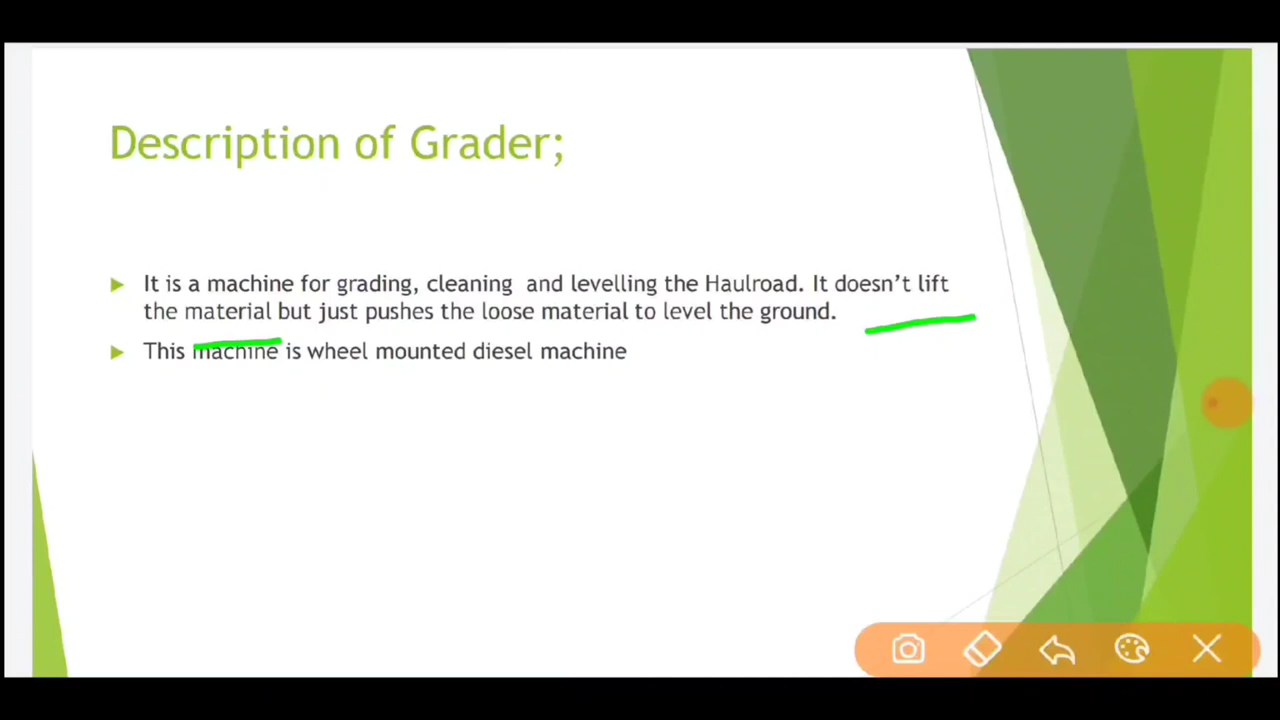 Description of Grader;
It is a machine for grading, cleaning and levelling the Haulroad. It doesn't lift
the material but just pushes the loose material to level the ground.
This machine is wheel mounted diesel machine